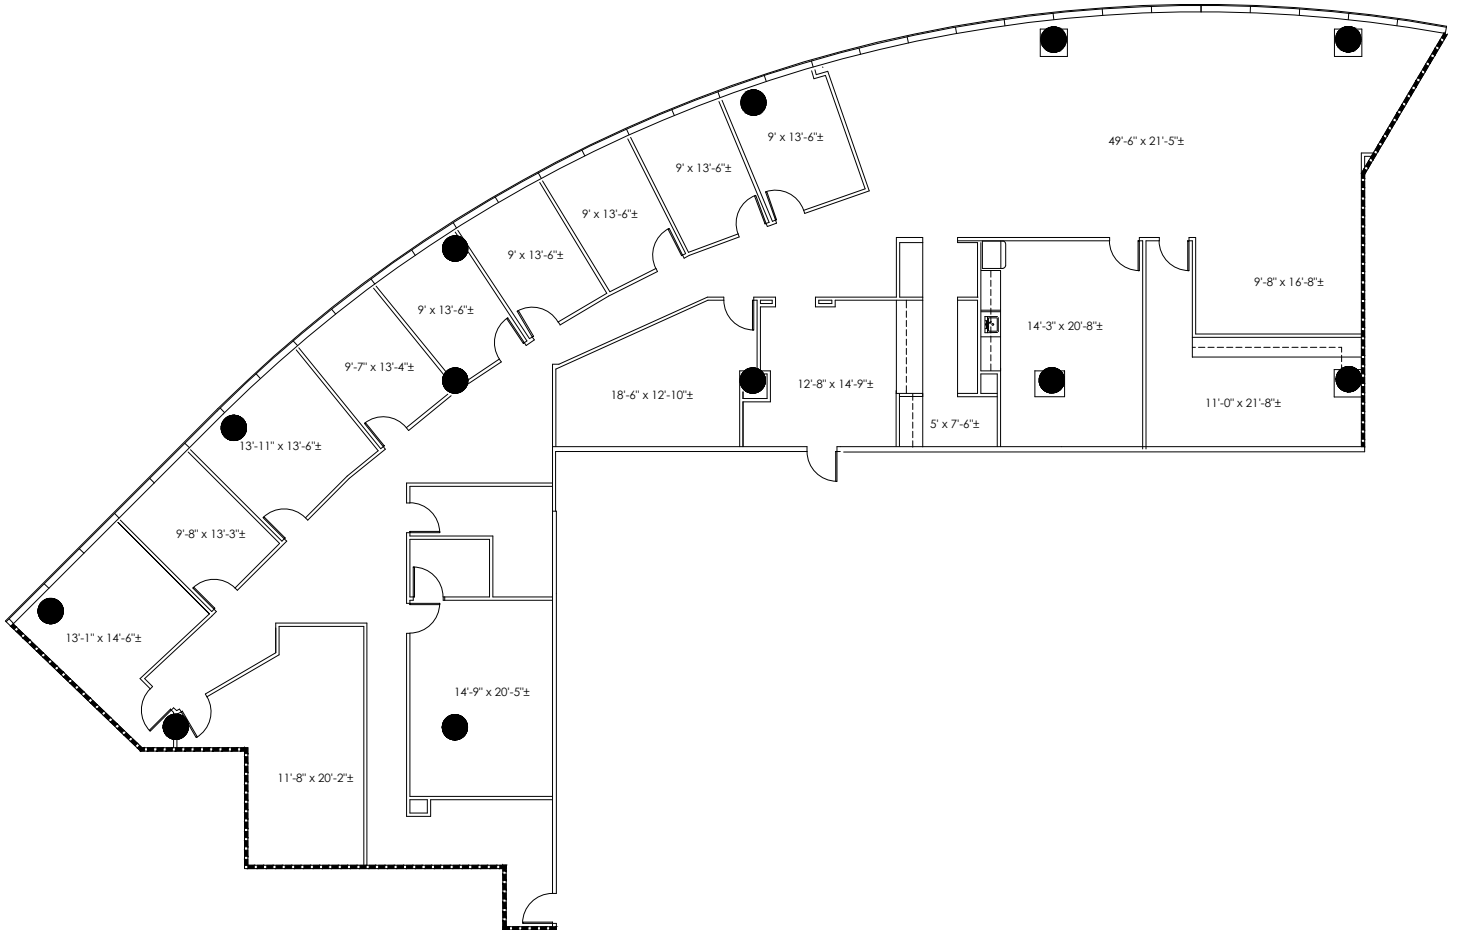 9' x 13'-6"±
49'-6" x 21'-5"±
9' x 13'-6"±
9' x 13'-6"±
9' x 13'-6"±
9'-8" x 16'-8"±
9' x 13'-6"±
14'-3" x 20'-8"±
9'-7" x 13'-4"±
12'-8" x 14'-9"±
18'-6" x 12'-10"±
11'-0" x 21'-8"±
5' x 7'-6"±
13'-11" x 13'-6"±
9'-8" x 13'-3"±
13'-1" x 14'-6"±
14'-9" x 20'-5"±
11'-8" x 20'-2"±